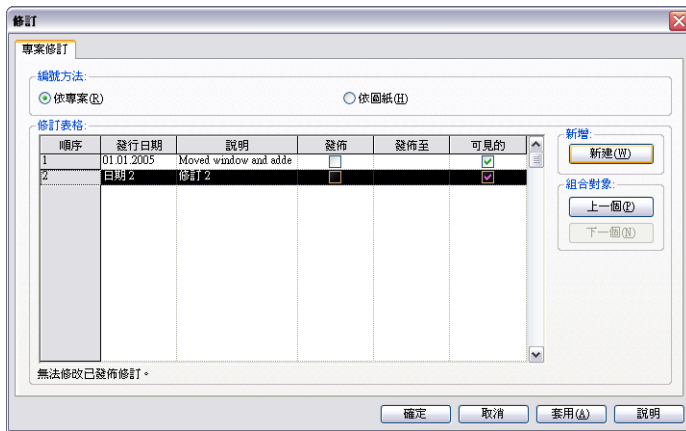 修訂
專案修訂
編號方法:
依專案(R) 依圖紙(H)
修訂表格:
順序 發行日期 說明 發佈 發佈至 可見的
1 01.01.2005 Moved window and adde
2 日期 2 修訂 2
新增:
新建(W)
組合對象:
上一個(P)
下一個(N)
無法修改已發佈修訂。
確定 取消 套用(A) 說明